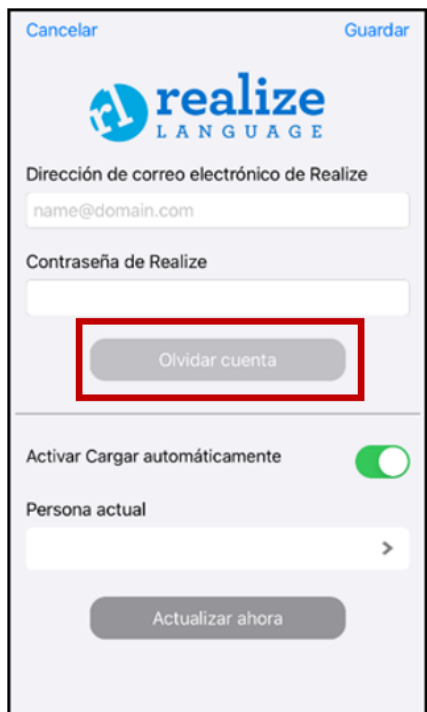 Cancelar Guardar
rl realize
LANGUAGE
Dirección de correo electrónico de Realize
name@domain.com
Contraseña de Realize
Olvidar cuenta
Activar Cargar automáticamente
Persona actual
>
Actualizar ahora